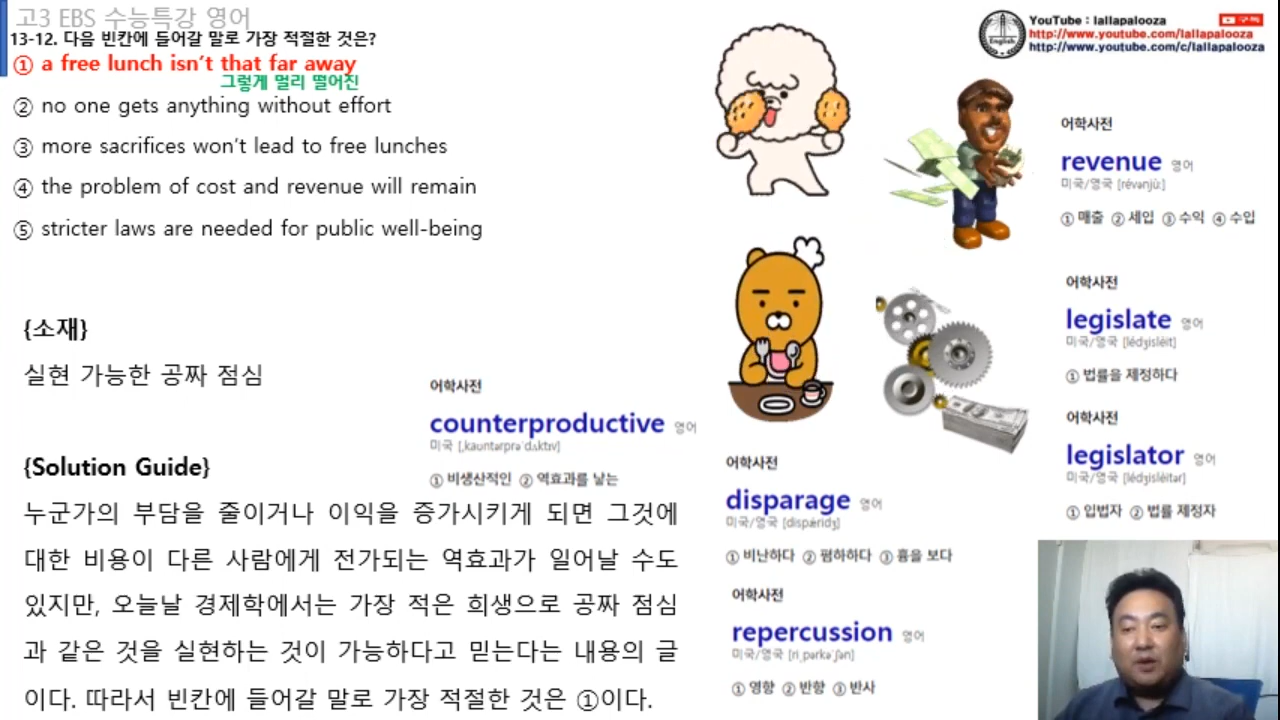 고3 EBS 수능특강 영어
13-12. 다음 빈칸에 들어갈 말로 가장 적절한 것은?
① a free lunch isn't that far away
그렇게 멀리 떨어진
② no one gets anything without effort
③ more sacrifices won't lead to free lunches
④ the problem of cost and revenue will remain
⑤ stricter laws are needed for public well-being
{소재}
실현 가능한 공짜 점심
{Solution Guide}
누군가의 부담을 줄이거나 이익을 증가시키게 되면 그것에
대한 비용이 다른 사람에게 전가되는 역효과가 일어날 수도
있지만, 오늘날 경제학에서는 가장 적은 희생으로 공짜 점심
과 같은 것을 실현하는 것이 가능하다고 믿는다는 내용의 글
이다. 따라서 빈칸에 들어갈 말로 가장 적절한 것은 ①이다.
어학사전
counterproductive 영어
미국 [ˌkaʊntərprəˈdʌktɪv]
① 비생산적인 ② 역효과를 낳는
English
YouTube : lallapalooza
구독
http://www.youtube.com/lallapalooza
http://www.youtube.com/c/lallapalooza
어학사전
revenue 영어
미국/영국 [révənjùː]
① 매출 ② 세입 ③ 수익 ④ 수입
어학사전
legislate 영어
미국/영국 [lédʒislèit]
① 법률을 제정하다
어학사전
legislator 영어
미국/영국 [lédʒislèitər]
① 입법자 ② 법률 제정자
어학사전
disparage 영어
미국/영국 [dispǽridʒ]
① 비난하다 ② 폄하하다 ③ 흉을 보다
어학사전
repercussion 영어
미국/영국 [riˌpərkəˈʃən]
① 영향 ② 반향 ③ 반사